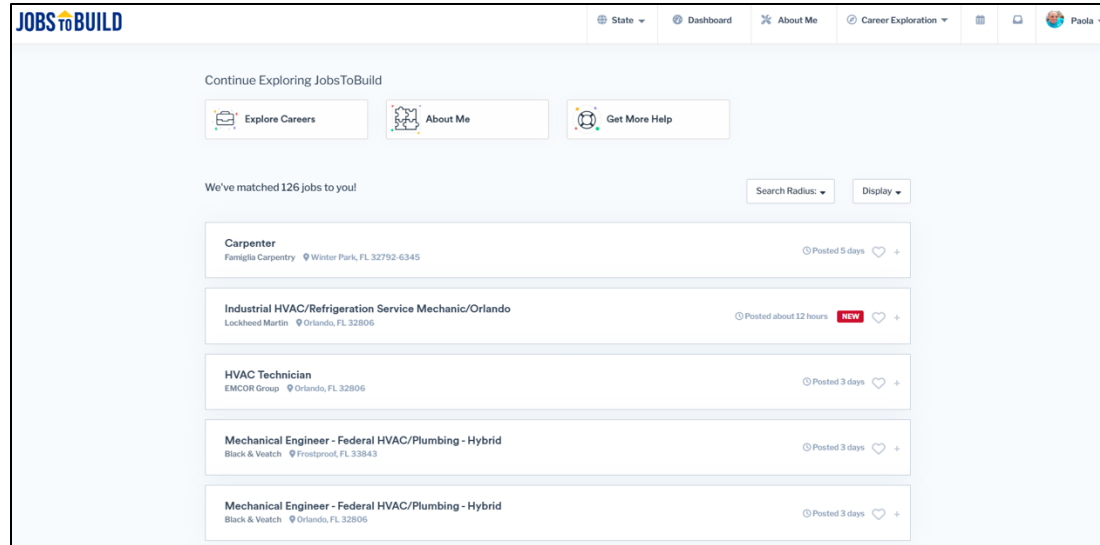 JOBS TO BUILD
State
Dashboard
About Me
Career Exploration
Paola
Continue Exploring JobsToBuild
Explore Careers
About Me
Get More Help
We've matched 126 jobs to you!
Search Radius:
Display
Carpenter
Famiglia Carpentry Winter Park, FL 32792-6345
Posted 5 days
Industrial HVAC/Refrigeration Service Mechanic/Orlando
Lockheed Martin Orlando, FL 32806
Posted about 12 hours NEW
HVAC Technician
EMCOR Group Orlando, FL 32806
Posted 3 days
Mechanical Engineer - Federal HVAC/Plumbing - Hybrid
Black & Veatch Frostproof, FL 33843
Posted 3 days
Mechanical Engineer - Federal HVAC/Plumbing - Hybrid
Black & Veatch Orlando, FL 32806
Posted 3 days